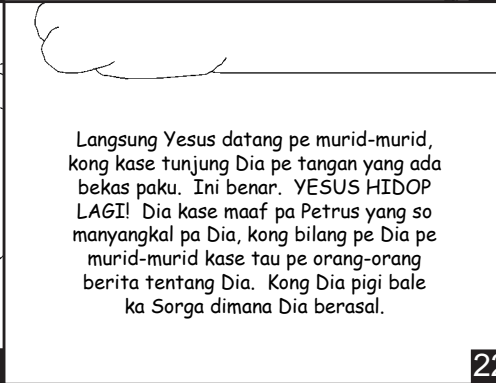 Langsung Yesus datang pe murid-murid,
kong kase tunjung Dia pe tangan yang ada
bekas paku. Ini benar. YESUS HIDOP
LAGI! Dia kase maaf pa Petrus yang so
manyangkal pa Dia, kong bilang pe Dia pe
murid-murid kase tau pe orang-orang
berita tentang Dia. Kong Dia pigi bale
ka Sorga dimana Dia berasal.